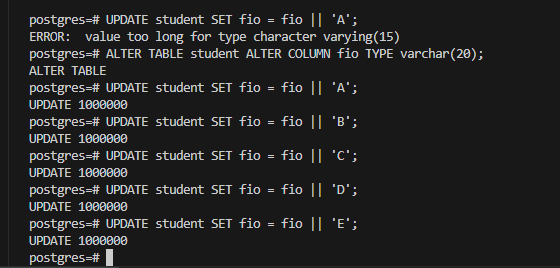 postgres=# UPDATE student SET fio = fio || 'A';
ERROR:  value too long for type character varying(15)
postgres=# ALTER TABLE student ALTER COLUMN fio TYPE varchar(20);
ALTER TABLE
postgres=# UPDATE student SET fio = fio || 'A';
UPDATE 1000000
postgres=# UPDATE student SET fio = fio || 'B';
UPDATE 1000000
postgres=# UPDATE student SET fio = fio || 'C';
UPDATE 1000000
postgres=# UPDATE student SET fio = fio || 'D';
UPDATE 1000000
postgres=# UPDATE student SET fio = fio || 'E';
UPDATE 1000000
postgres=#